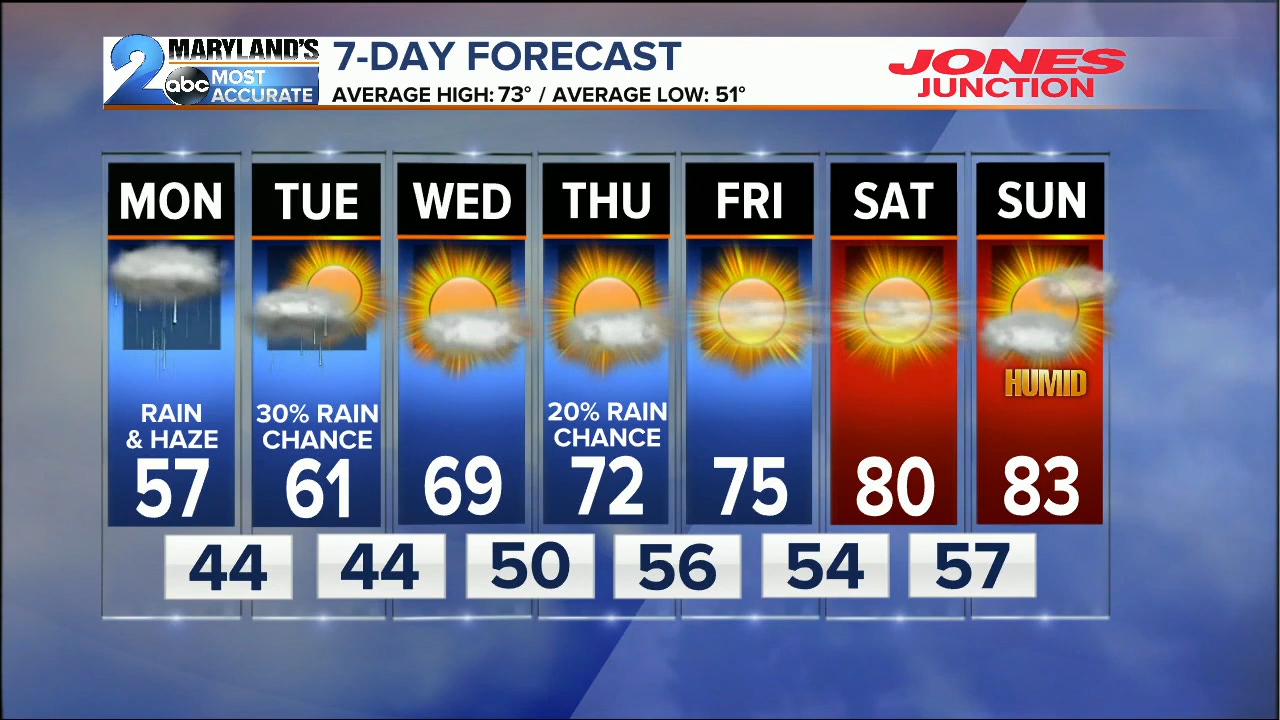 2 MARYLAND'S
abc MOST
ACCURATE
7-DAY FORECAST
AVERAGE HIGH: 73° / AVERAGE LOW: 51°
JONES
JUNCTION
MON TUE WED THU FRI SAT SUN
HUMID
RAIN
& HAZE
57
30% RAIN
CHANCE
61
69
20% RAIN
CHANCE
72
75
80
83
44 44 50 56 54 57